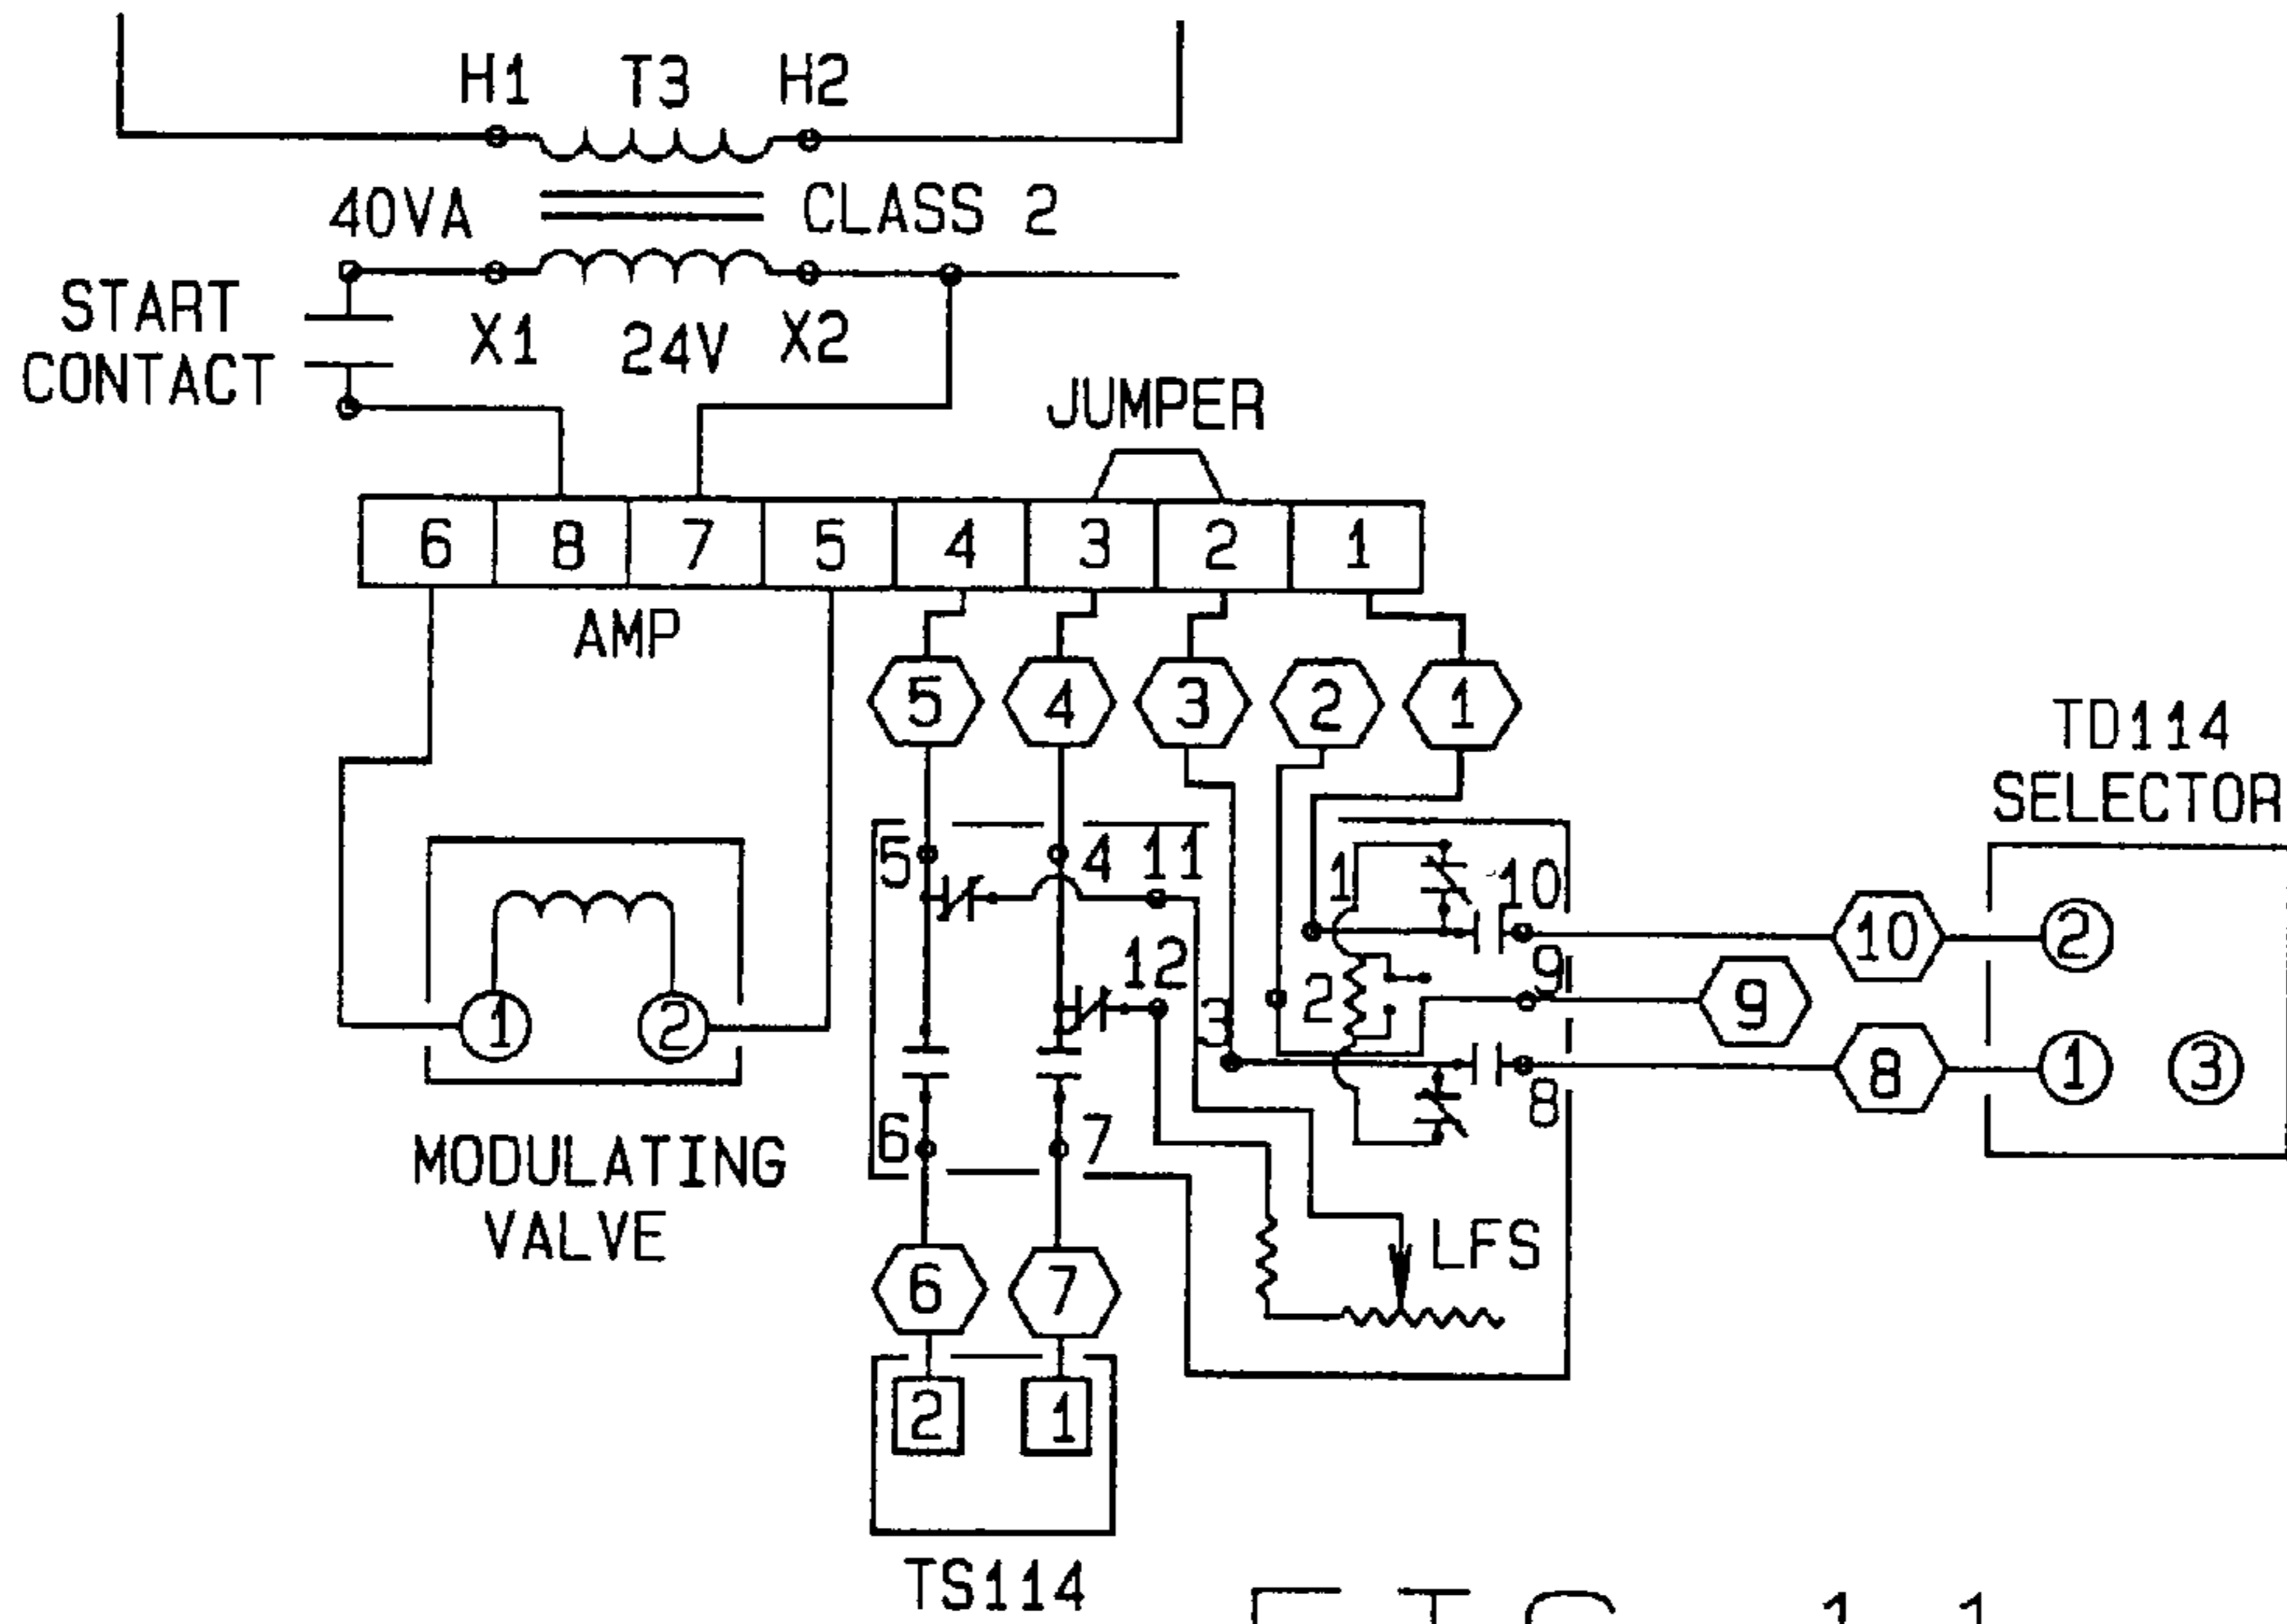 H1 T3 H2
40VA CLASS 2
START
CONTACT
X1 24V X2
JUMPER
6 8 7 5 4 3 2 1
AMP
5 4 3 2 1
TD114
SELECTOR
5 4 11 1 10
10 2
12 9
3 2 9
1 2
8 1 3
8
6 7
MODULATING
VALVE
LFS
6 7
2 1
TS114